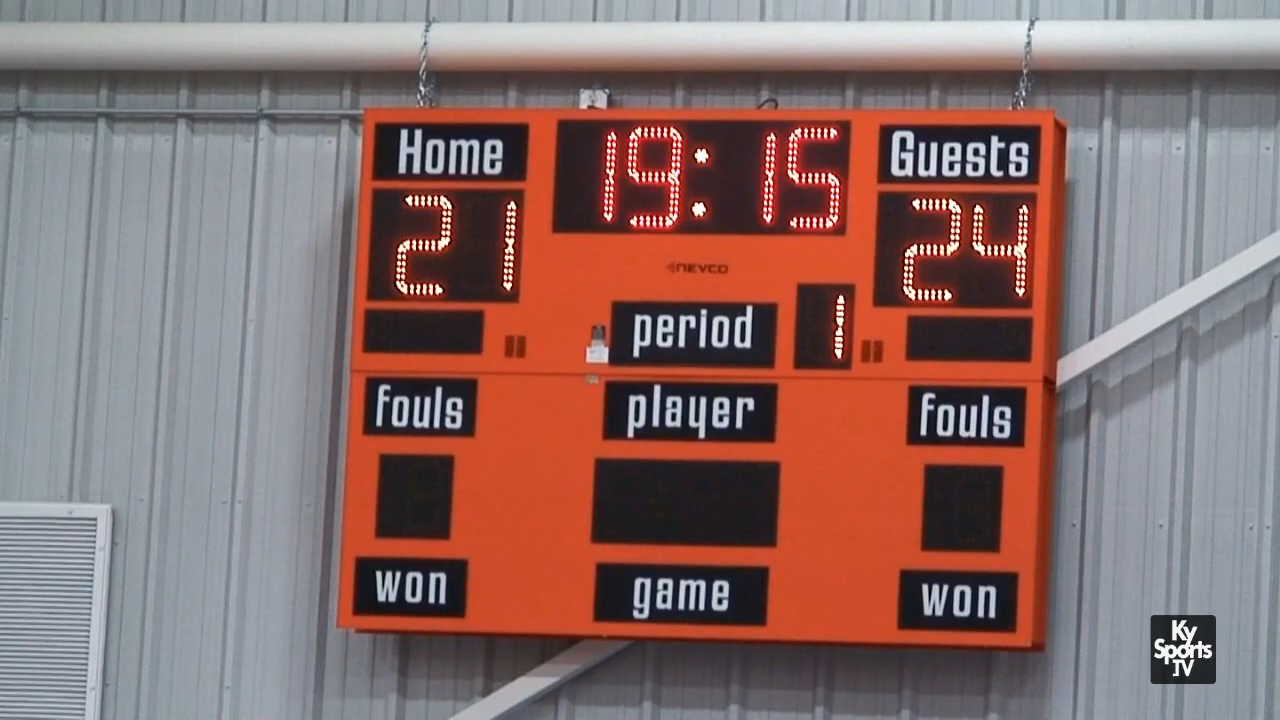 Home 19:15 Guests
21 24
NEVCO
period 1
fouls player fouls
won game won
Ky
Sports
TV